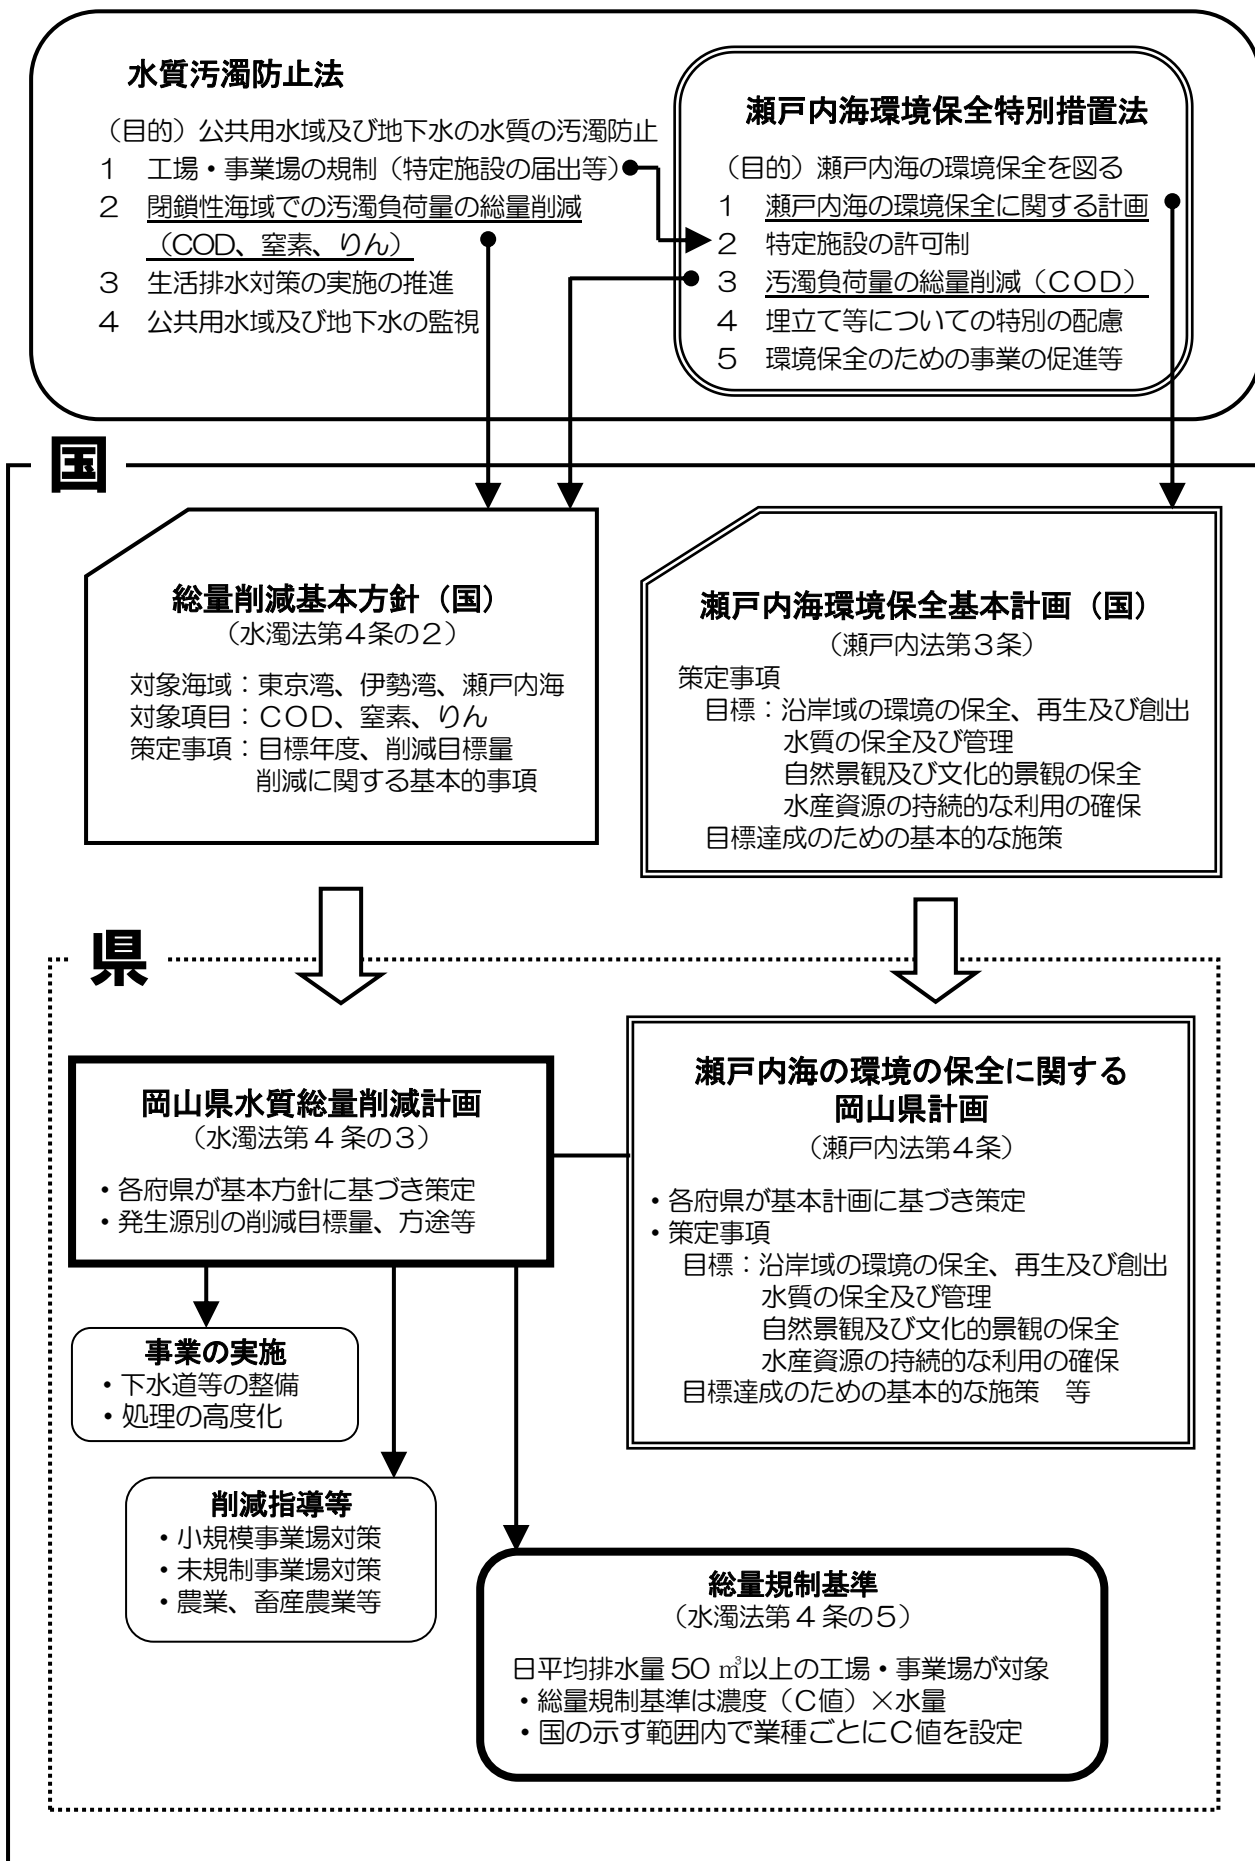 水質汚濁防止法
（目的）公共用水域及び地下水の水質の汚濁防止
１　工場・事業場の規制（特定施設の届出等）
２　閉鎖性海域での汚濁負荷量の総量削減
（COD、窒素、りん）
３　生活排水対策の実施の推進
４　公共用水域及び地下水の監視
瀬戸内海環境保全特別措置法
（目的）瀬戸内海の環境保全を図る
１　瀬戸内海の環境保全に関する計画
２　特定施設の許可制
３　汚濁負荷量の総量削減（ＣＯＤ）
４　埋立て等についての特別の配慮
５　環境保全のための事業の促進等
国
総量削減基本方針（国）
（水濁法第４条の２）
対象海域：東京湾、伊勢湾、瀬戸内海
対象項目：ＣＯＤ、窒素、りん
策定事項：目標年度、削減目標量
削減に関する基本的事項
瀬戸内海環境保全基本計画（国）
（瀬戸内法第３条）
策定事項
目標：沿岸域の環境の保全、再生及び創出
水質の保全及び管理
自然景観及び文化的景観の保全
水産資源の持続的な利用の確保
目標達成のための基本的な施策
県
岡山県水質総量削減計画
（水濁法第４条の３）
・各府県が基本方針に基づき策定
・発生源別の削減目標量、方途等
瀬戸内海の環境の保全に関する
岡山県計画
（瀬戸内法第４条）
・各府県が基本計画に基づき策定
・策定事項
目標：沿岸域の環境の保全、再生及び創出
水質の保全及び管理
自然景観及び文化的景観の保全
水産資源の持続的な利用の確保
目標達成のための基本的な施策　等
事業の実施
・下水道等の整備
・処理の高度化
削減指導等
・小規模事業場対策
・未規制事業場対策
・農業、畜産農業等
総量規制基準
（水濁法第４条の５）
日平均排水量 50 ㎥以上の工場・事業場が対象
・総量規制基準は濃度（Ｃ値）×水量
・国の示す範囲内で業種ごとにＣ値を設定